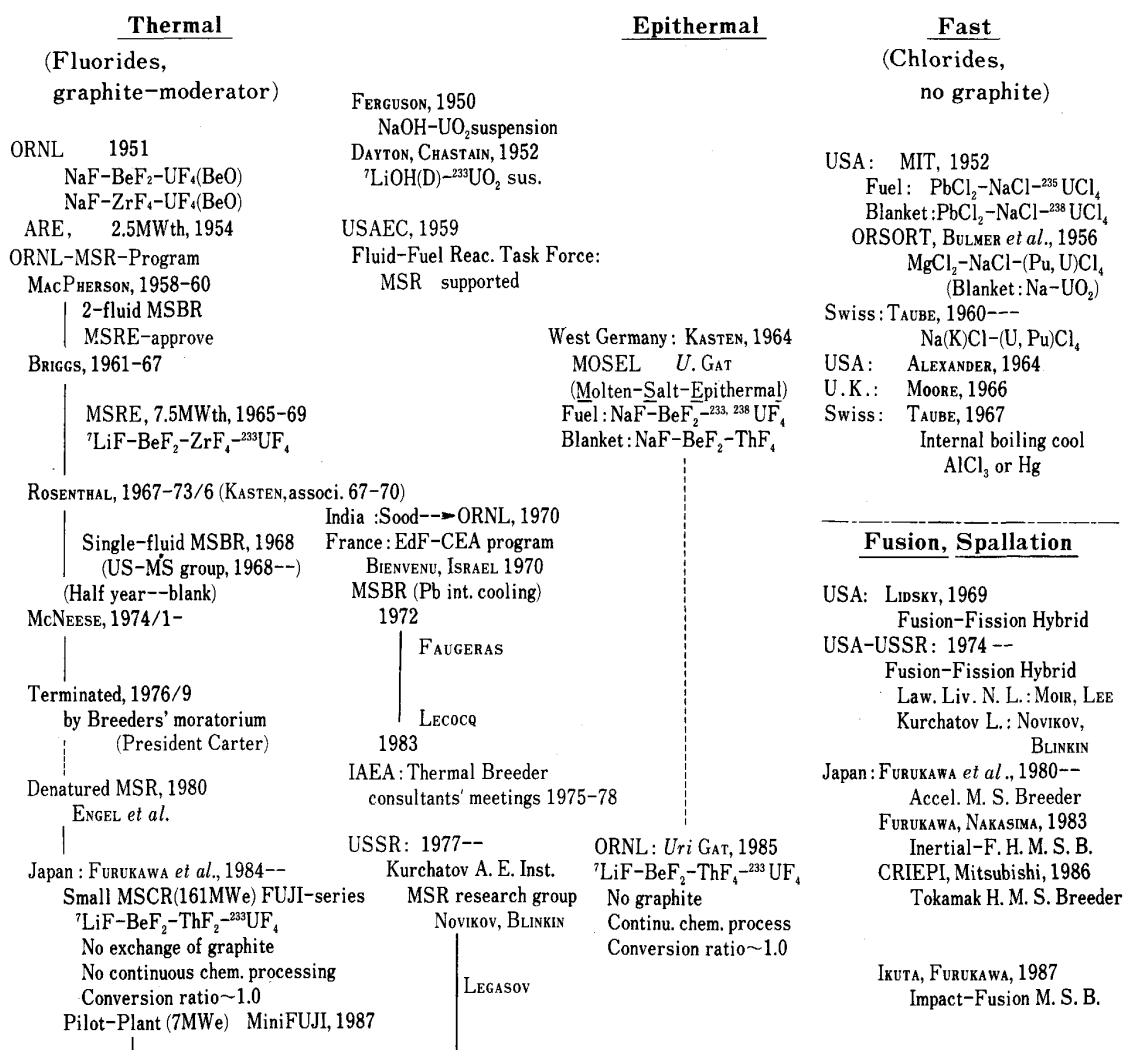 Thermal
(Fluorides,
graphite-moderator)
ORNL 1951
NaF-BeF₂-UF₄(BeO)
NaF-ZrF₄-UF₄(BeO)
ARE, 2.5MWth, 1954
ORNL-MSR-Program
MACPHERSON, 1958-60
2-fluid MSBR
MSRE-approve
BRIGGS, 1961-67
MSRE, 7.5MWth, 1965-69
⁷LiF-BeF₂-ZrF₄-²³³UF₄
ROSENTHAL, 1967-73/6 (KASTEN, associ. 67-70)
Single-fluid MSBR, 1968
(US-MS group, 1968--)
(Half year--blank)
MCNEESE, 1974/1-
Terminated, 1976/9
by Breeders' moratorium
(President Carter)
Denatured MSR, 1980
ENGEL et al.
Japan : FURUKAWA et al., 1984--
Small MSCR(161MWe) FUJI-series
⁷LiF-BeF₂-ThF₂-²³³UF₄
No exchange of graphite
No continuous chem. processing
Conversion ratio~1.0
Pilot-Plant (7MWe) MiniFUJI, 1987
FERGUSON, 1950
NaOH-UO₂suspension
DAYTON, CHASTAIN, 1952
⁷LiOH(D)-²³³UO₂ sus.
USAEC, 1959
Fluid-Fuel Reac. Task Force:
MSR supported
India :Sood--➤ORNL, 1970
France : EdF-CEA program
BIENVENU, ISRAEL 1970
MSBR (Pb int. cooling)
1972
FAUGERAS
LECOCQ
1983
IAEA : Thermal Breeder
consultants' meetings 1975-78
USSR: 1977--
Kurchatov A. E. Inst.
MSR research group
NOVIKOV, BLINKIN
LEGASOV
Epithermal
West Germany: KASTEN, 1964
MOSEL U. GAT
(Molten-Salt-Epithermal)
Fuel : NaF-BeF₂-²³³, ²³⁸ UF₄
Blanket : NaF-BeF₂-ThF₄
ORNL: Uri GAT, 1985
⁷LiF-BeF₂-ThF₄-²³³ UF₄
No graphite
Continu. chem. process
Conversion ratio~1.0
Fast
(Chlorides,
no graphite)
USA: MIT, 1952
Fuel: PbCl₂-NaCl-²³⁵ UCl₄
Blanket :PbCl₂-NaCl-²³⁸ UCl₄
ORSORT, BULMER et al., 1956
MgCl₂-NaCl-(Pu, U)Cl₄
(Blanket : Na-UO₂)
Swiss : TAUBE, 1960---
Na(K)Cl-(U, Pu)Cl₄
USA: ALEXANDER, 1964
U.K.: MOORE, 1966
Swiss: TAUBE, 1967
Internal boiling cool
AlCl₃ or Hg
Fusion, Spallation
USA: LIDSKY, 1969
Fusion-Fission Hybrid
USA-USSR: 1974 --
Fusion-Fission Hybrid
Law. Liv. N. L. : MOIR, LEE
Kurchatov L. : NOVIKOV,
BLINKIN
Japan : FURUKAWA et al., 1980--
Accel. M. S. Breeder
FURUKAWA, NAKASIMA, 1983
Inertial-F. H. M. S. B.
CRIEPI, Mitsubishi, 1986
Tokamak H. M. S. Breeder
IKUTA, FURUKAWA, 1987
Impact-Fusion M. S. B.